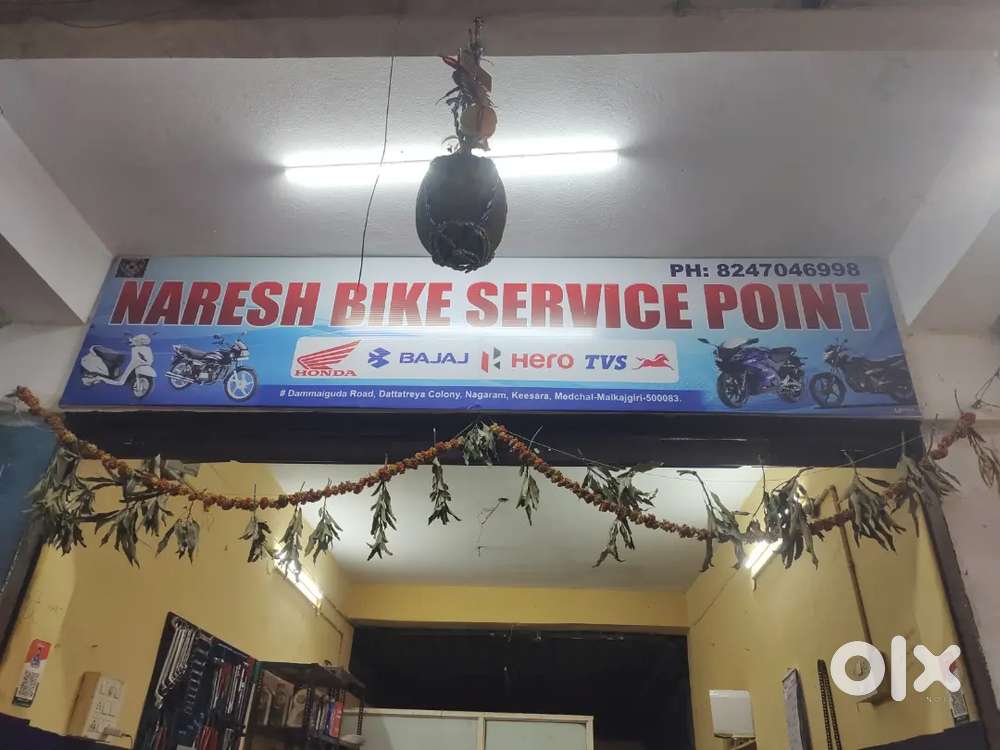 PH: 8247046998
NARESH BIKE SERVICE POINT
HONDA BAJAJ Hero TVS
# Dammaiguda Road, Dattatreya Colony, Nagaram, Keesara, Medchal-Malkajgiri-500083.
olx